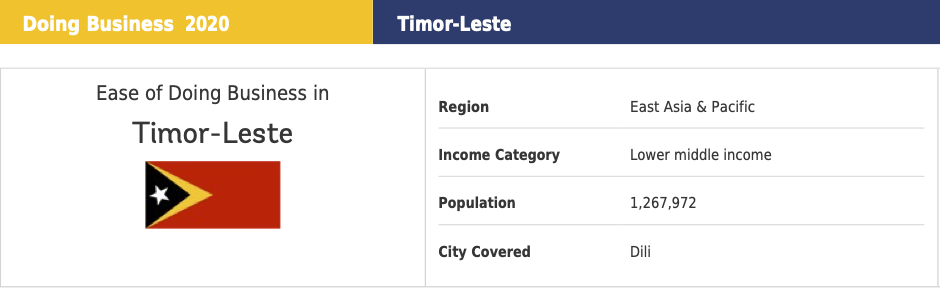 Doing Business 2020
Timor-Leste
Ease of Doing Business in
Timor-Leste
Region East Asia & Pacific
Income Category Lower middle income
Population 1,267,972
City Covered Dili